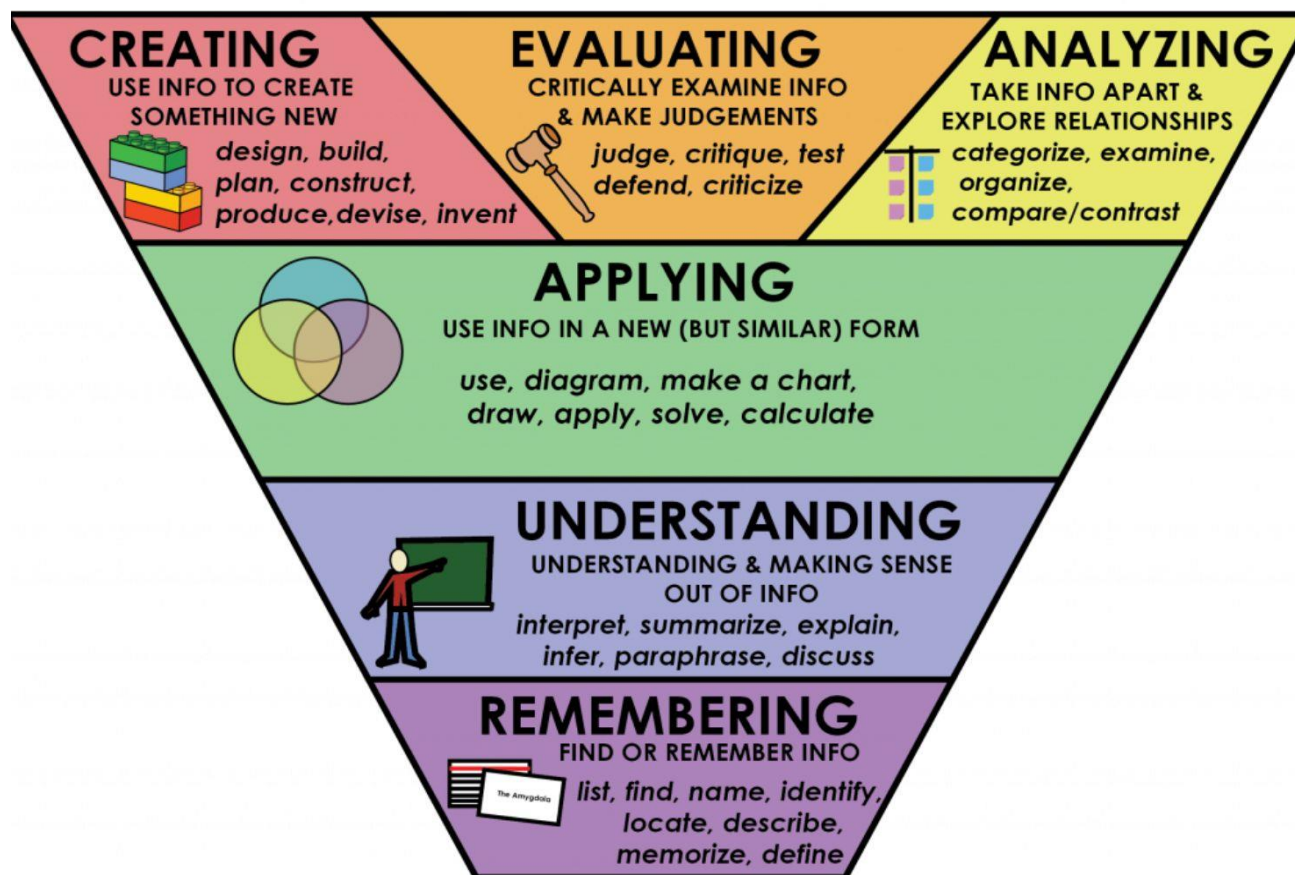 CREATING
USE INFO TO CREATE
SOMETHING NEW
design, build,
plan, construct,
produce,devise, invent
EVALUATING
CRITICALLY EXAMINE INFO
& MAKE JUDGEMENTS
judge, critique, test
defend, criticize
ANALYZING
TAKE INFO APART &
EXPLORE RELATIONSHIPS
categorize, examine,
organize,
compare/contrast
APPLYING
USE INFO IN A NEW (BUT SIMILAR) FORM
use, diagram, make a chart,
draw, apply, solve, calculate
UNDERSTANDING
UNDERSTANDING & MAKING SENSE
OUT OF INFO
interpret, summarize, explain,
infer, paraphrase, discuss
REMEMBERING
FIND OR REMEMBER INFO
The Amygdala
list, find, name, identify,
locate, describe,
memorize, define